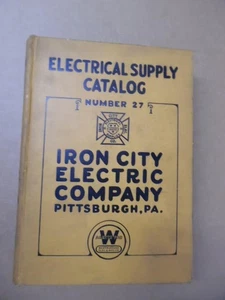 ELECTRICAL SUPPLY
CATALOG
NUMBER 27
IRON CITY
ELECTRIC
COMPANY
PITTSBURGH, PA.
W